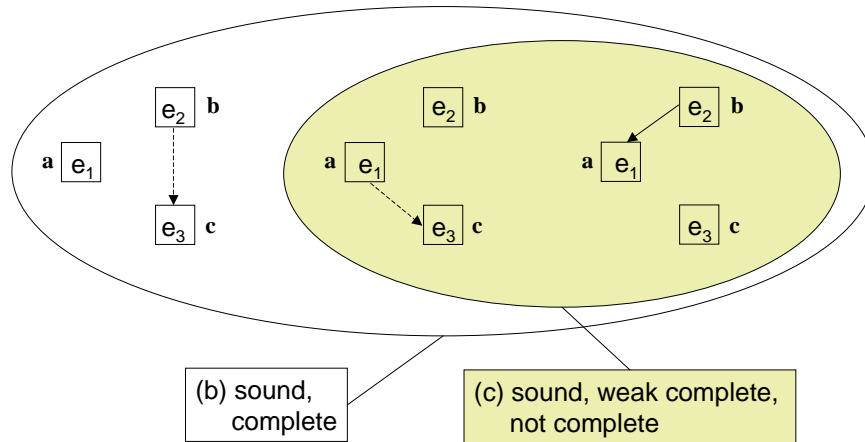 e2 b
e2 b
e2 b
a e1
a e1
a e1
e3 c
e3 c
e3 c
(b) sound,
complete
(c) sound, weak complete,
not complete